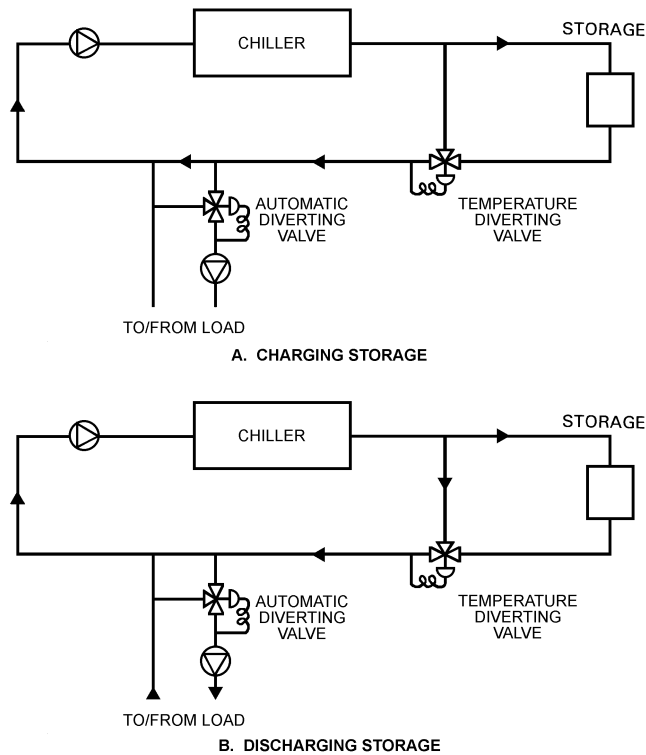 STORAGE
CHILLER
AUTOMATIC
DIVERTING
VALVE
TEMPERATURE
DIVERTING
VALVE
TO/FROM LOAD
A. CHARGING STORAGE
STORAGE
CHILLER
AUTOMATIC
DIVERTING
VALVE
TEMPERATURE
DIVERTING
VALVE
TO/FROM LOAD
B. DISCHARGING STORAGE